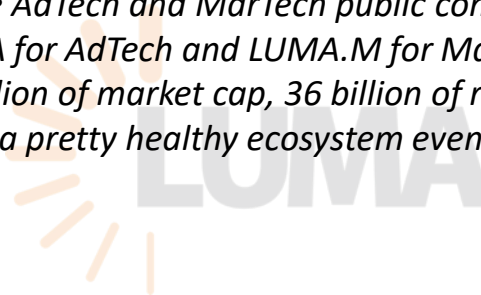 AdTech and MarTech public
A for AdTech and LUMA.M for
of market cap, 36 billion of
a pretty healthy ecosystem even
LUMA